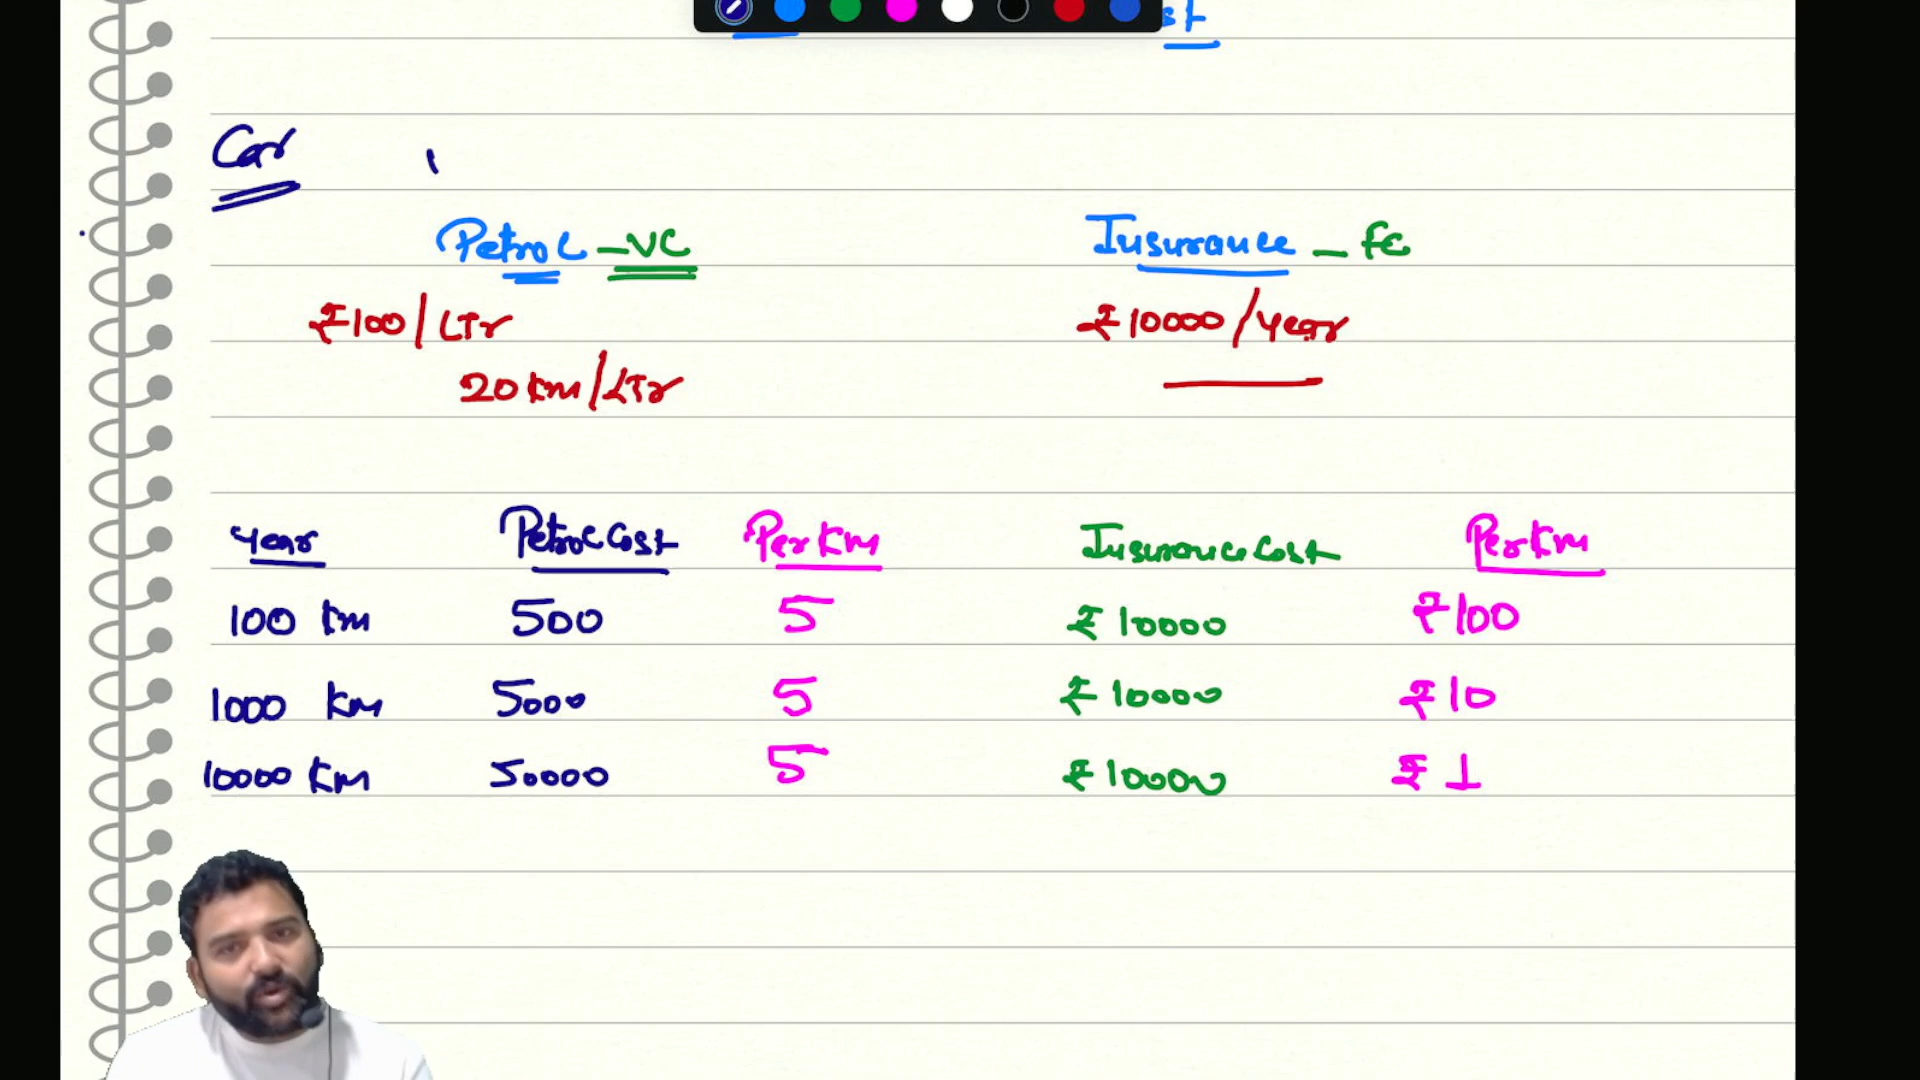 st
Car
Petrol - VC Insurance - FC
₹100/LTr ₹10000/year
20 km/LTr
Year Petrol Cost Per Km Insurance Cost Per Km
100 Km 500 5 ₹10000 ₹100
1000 Km 5000 5 ₹10000 ₹10
10000 Km 50000 5 ₹10000 ₹1